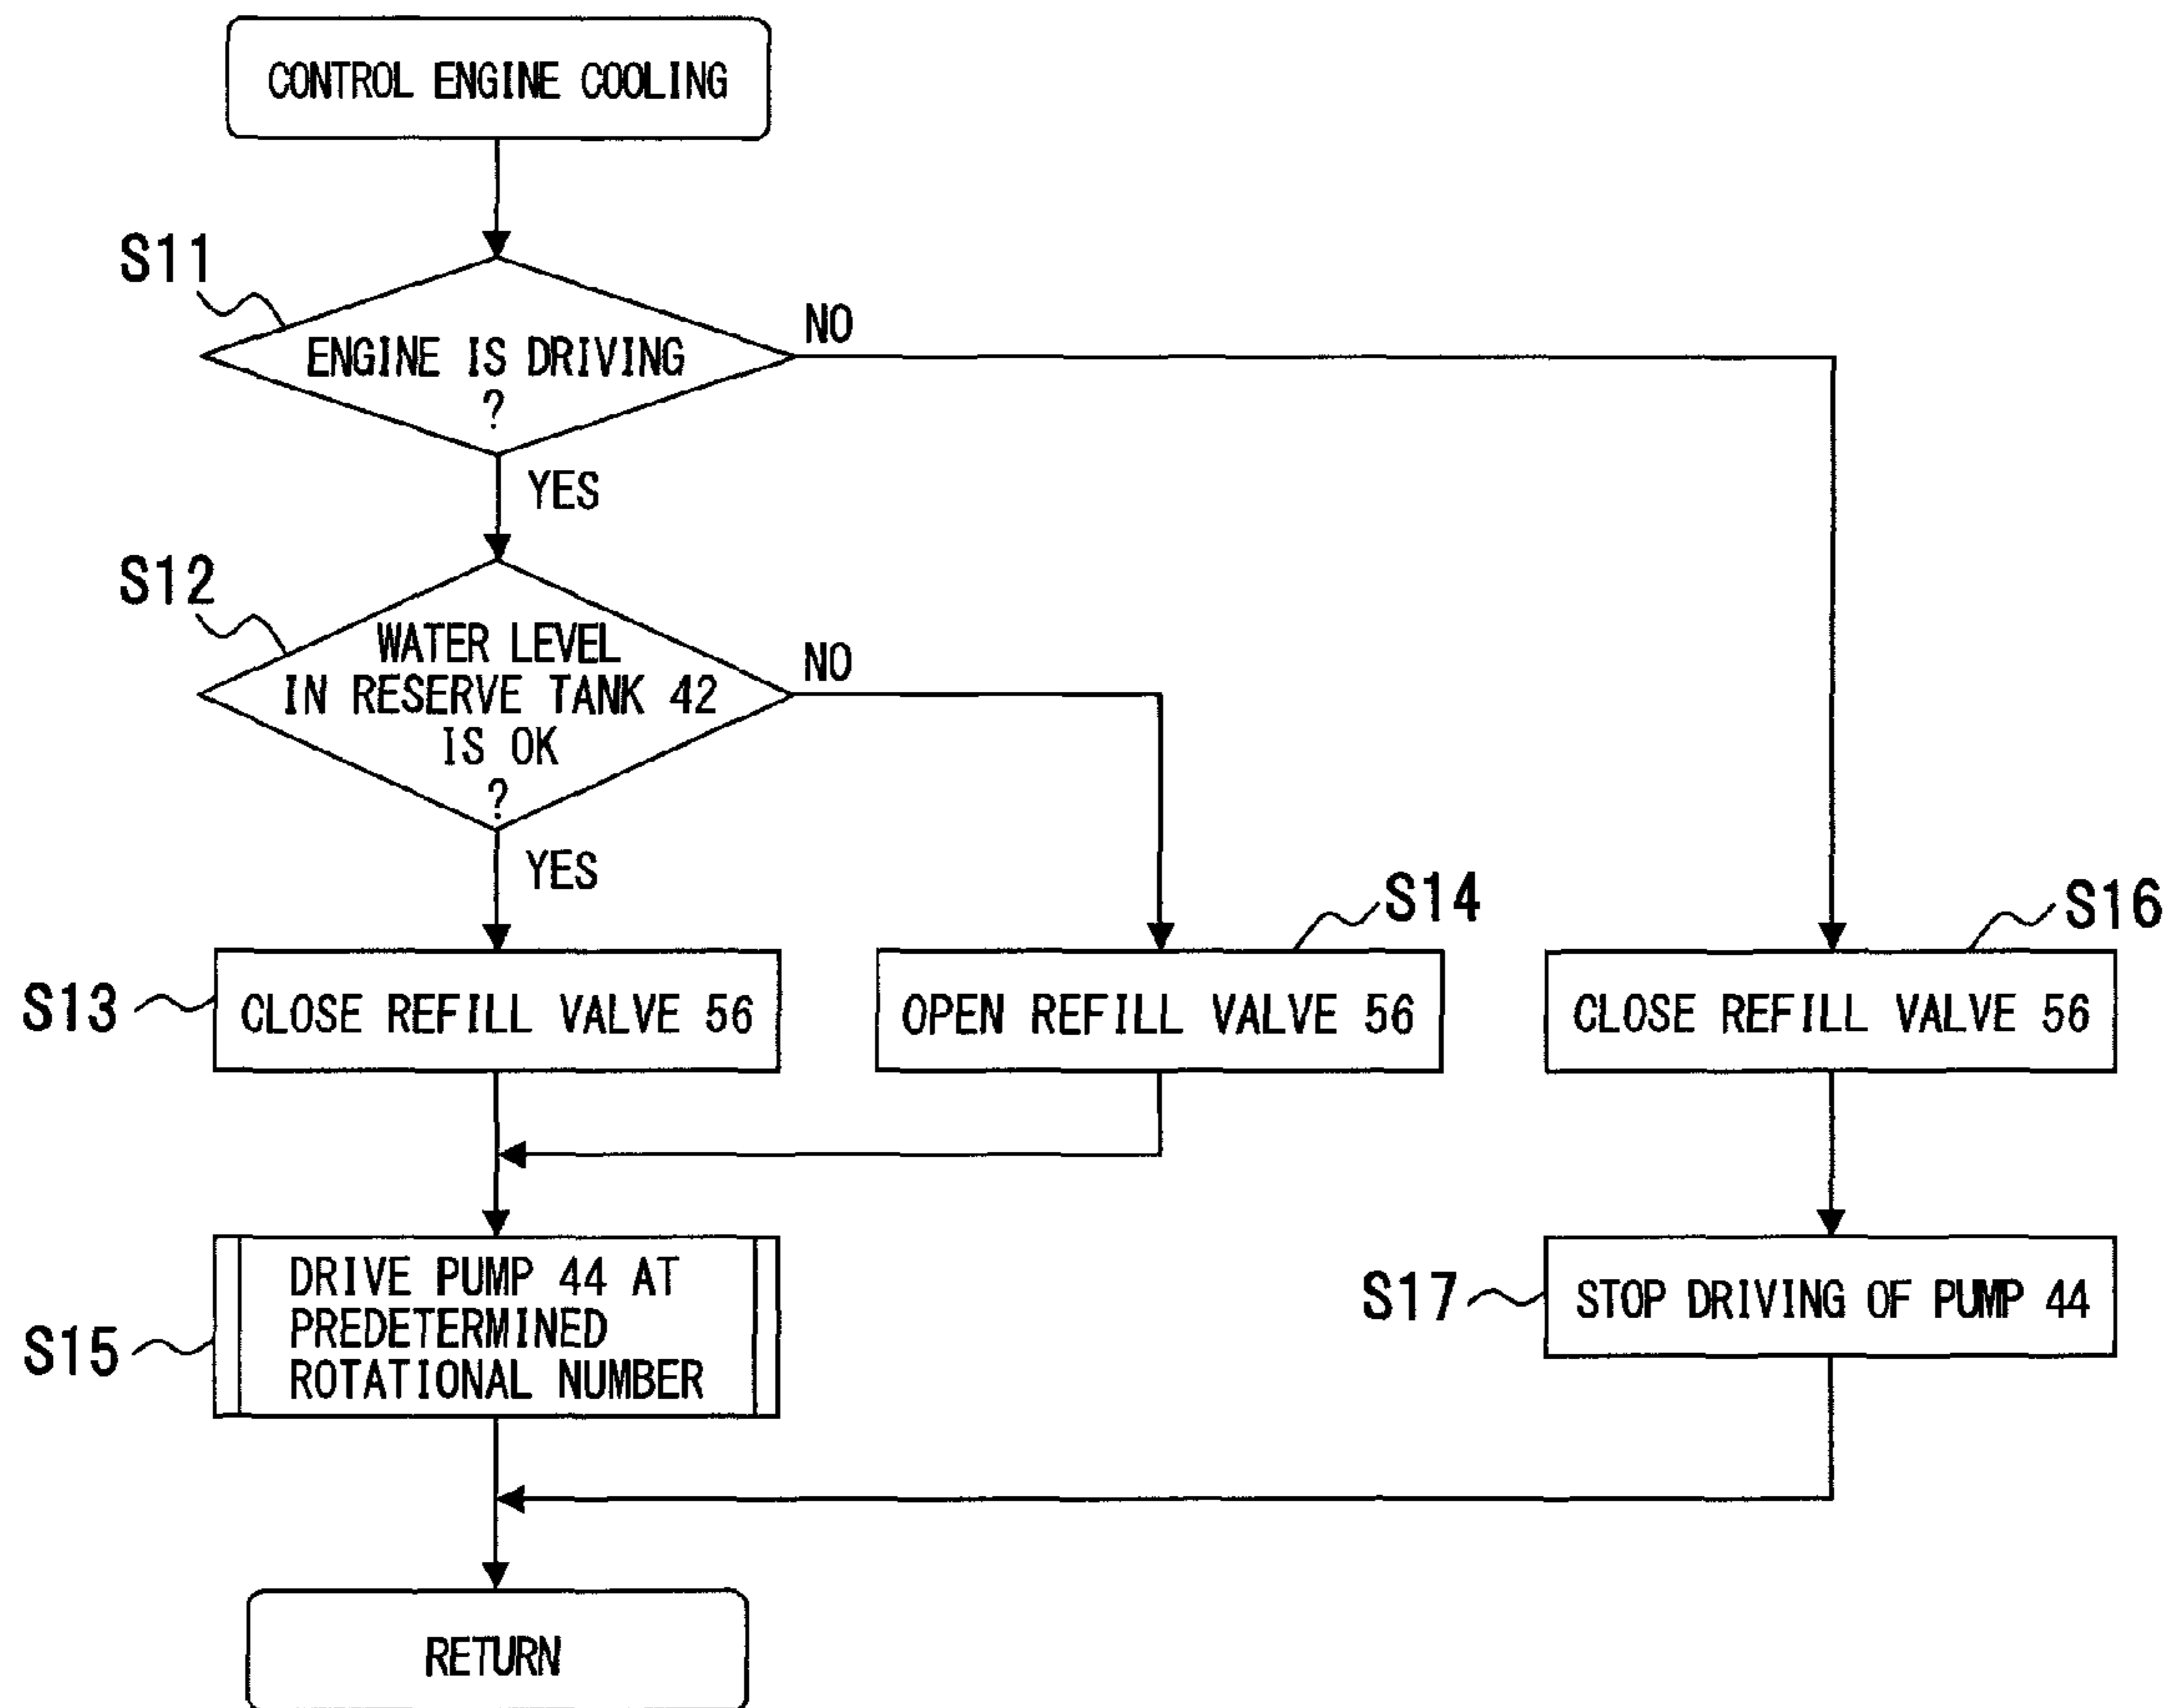 CONTROL ENGINE COOLING
S11
ENGINE IS DRIVING
?
NO
YES
S12
WATER LEVEL
IN RESERVE TANK 42
IS OK
?
NO
YES
S13
CLOSE REFILL VALVE 56
S14
OPEN REFILL VALVE 56
S16
CLOSE REFILL VALVE 56
S15
DRIVE PUMP 44 AT
PREDETERMINED
ROTATIONAL NUMBER
S17
STOP DRIVING OF PUMP 44
RETURN